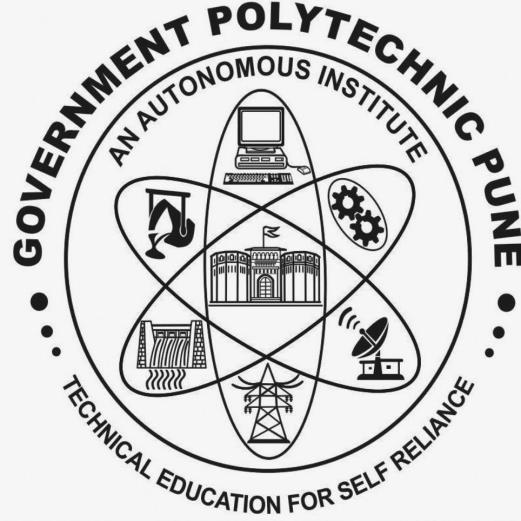 GOVERNMENT POLYTECHNIC PUNE
AN AUTONOMOUS INSTITUTE
TECHNICAL EDUCATION FOR SELF RELIANCE